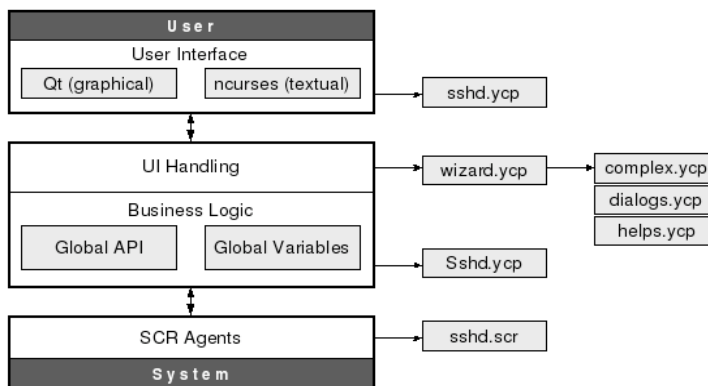 User
User Interface
Qt (graphical)
ncurses (textual)
sshd.ycp
UI Handling
wizard.ycp
complex.ycp
dialogs.ycp
helps.ycp
Business Logic
Global API
Global Variables
Sshd.ycp
SCR Agents
sshd.scr
System